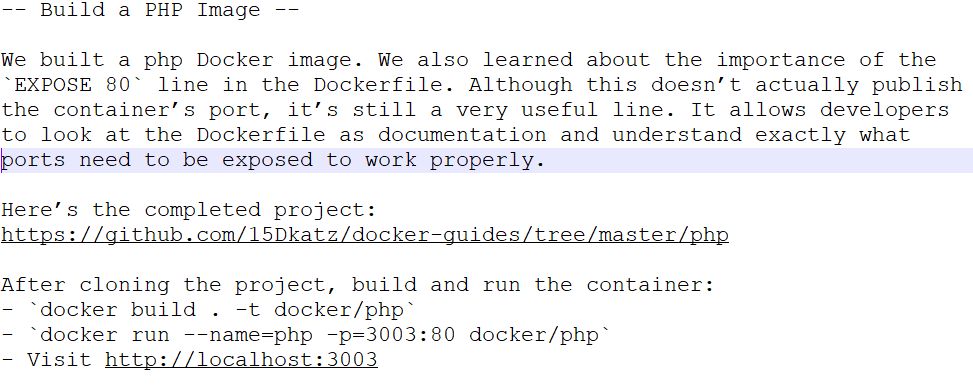 -- Build a PHP Image --
We built a php Docker image. We also learned about the importance of the
`EXPOSE 80` line in the Dockerfile. Although this doesn’t actually publish
the container’s port, it’s still a very useful line. It allows developers
to look at the Dockerfile as documentation and understand exactly what
ports need to be exposed to work properly.
Here’s the completed project:
https://github.com/15Dkatz/docker-guides/tree/master/php
After cloning the project, build and run the container:
- `docker build . -t docker/php`
- `docker run --name=php -p=3003:80 docker/php`
- Visit http://localhost:3003